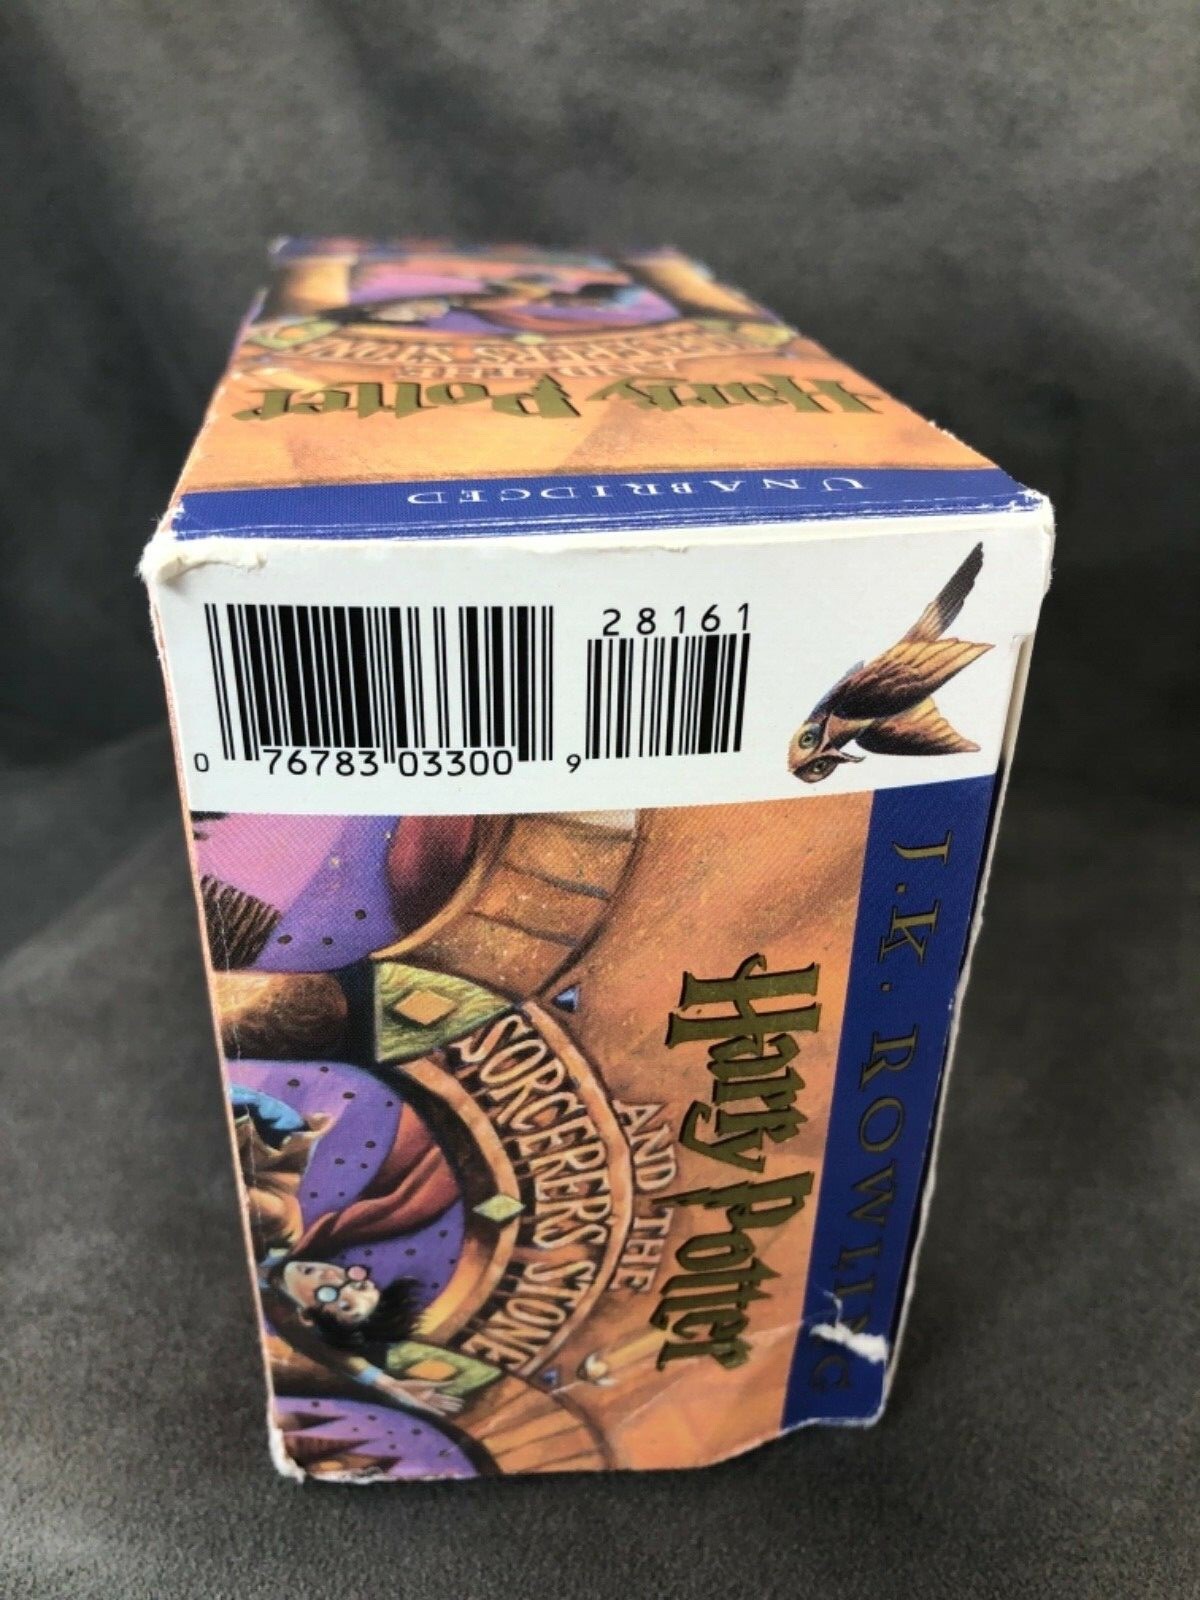 SORCERER'S STONE
AND THE
Harry Potter
UNABRIDGED
28161
0 76783 03300 9
J.K. ROWLING
Harry Potter
AND THE
SORCERER'S STONE